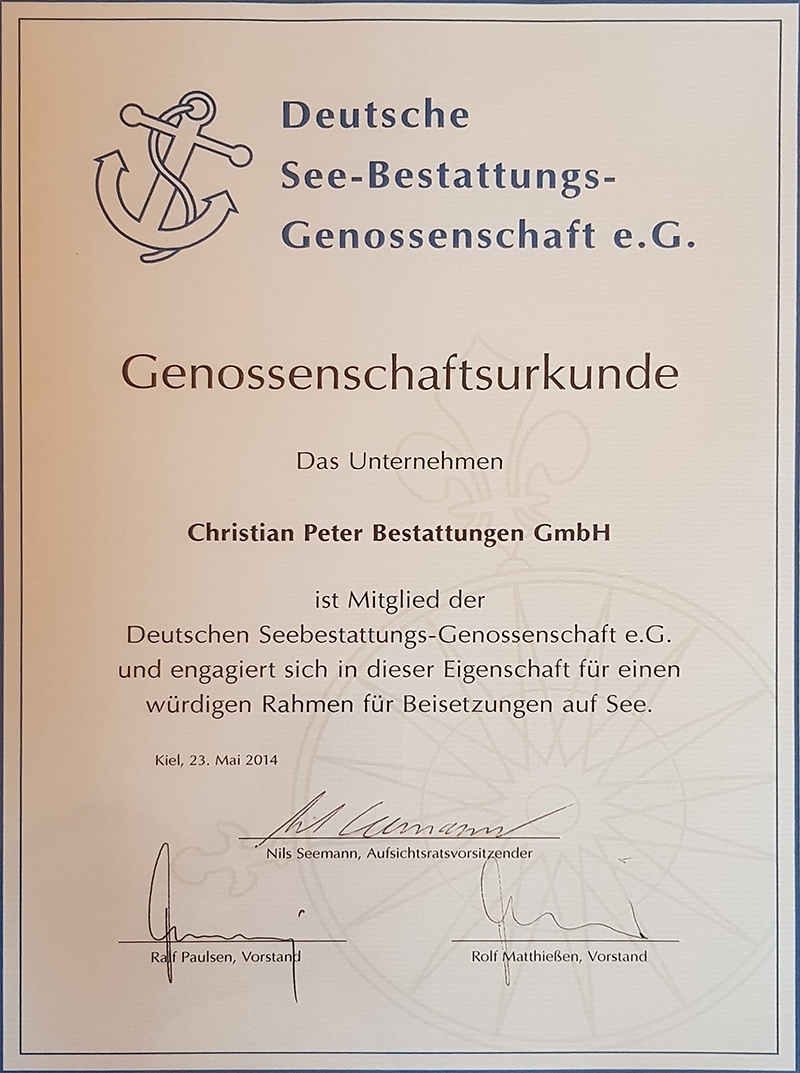 Deutsche
See-Bestattungs-
Genossenschaft e.G.
Genossenschaftsurkunde
Das Unternehmen
Christian Peter Bestattungen GmbH
ist Mitglied der
Deutschen Seebestattungs-Genossenschaft e.G.
und engagiert sich in dieser Eigenschaft für einen
würdigen Rahmen für Beisetzungen auf See.
Kiel, 23. Mai 2014
Nils Seemann, Aufsichtsratsvorsitzender
Ralf Paulsen, Vorstand
Rolf Matthießen, Vorstand